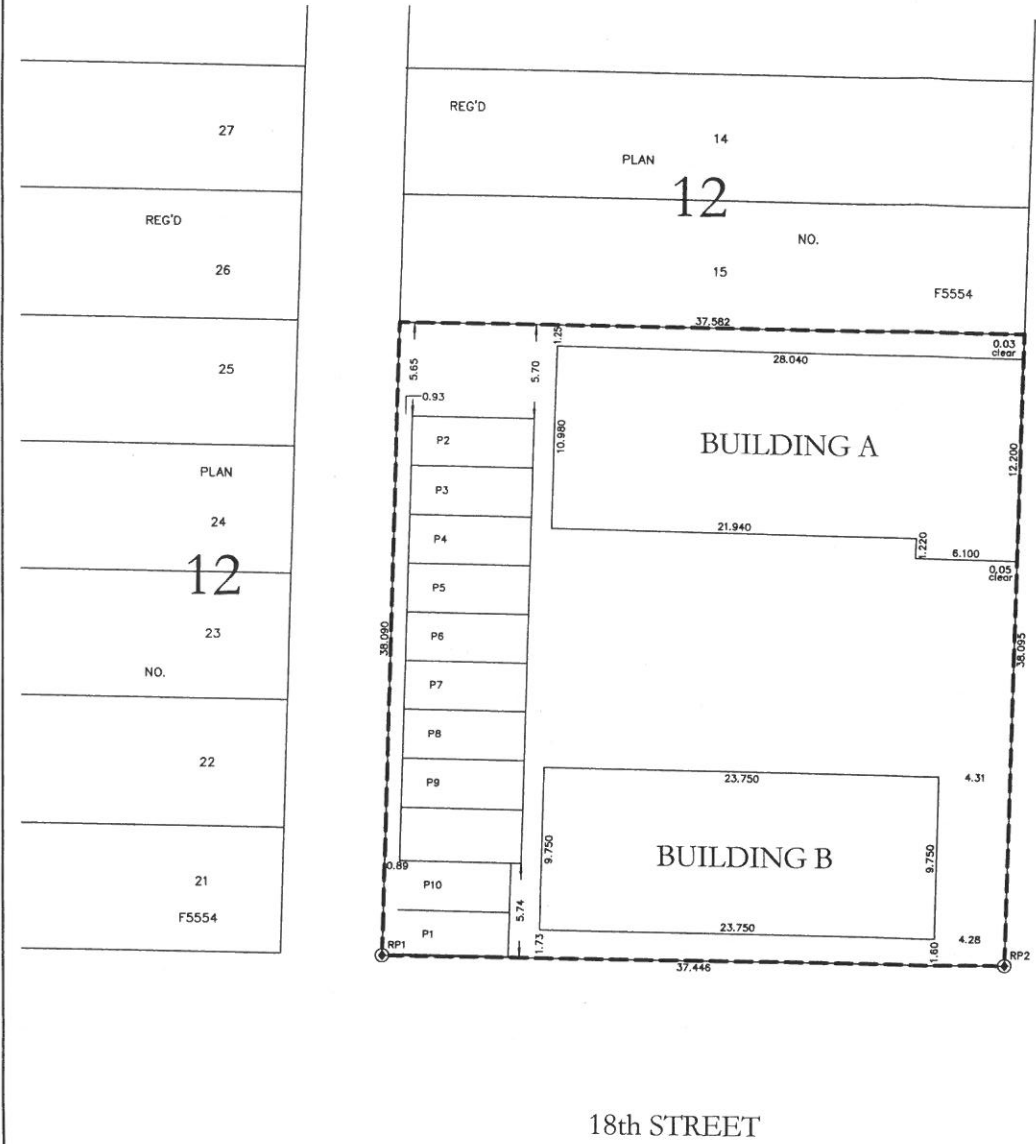 27
REG'D
26
25
PLAN
24
12
23
NO.
22
21
F5554
REG'D
14
PLAN
12
NO.
15
F5554
37.582
1.25
0.03
clear
28.040
5.65
5.70
0.93
P2
10.980
BUILDING A
12.200
P3
P4
21.940
1.220
6.100
0.05
clear
P5
38.090
P6
38.095
P7
P8
P9
23.750
4.31
9.750
BUILDING B
9.750
0.89
P10
5.74
P1
23.750
1.73
1.60
4.28
RP1
RP2
37.446
18th STREET